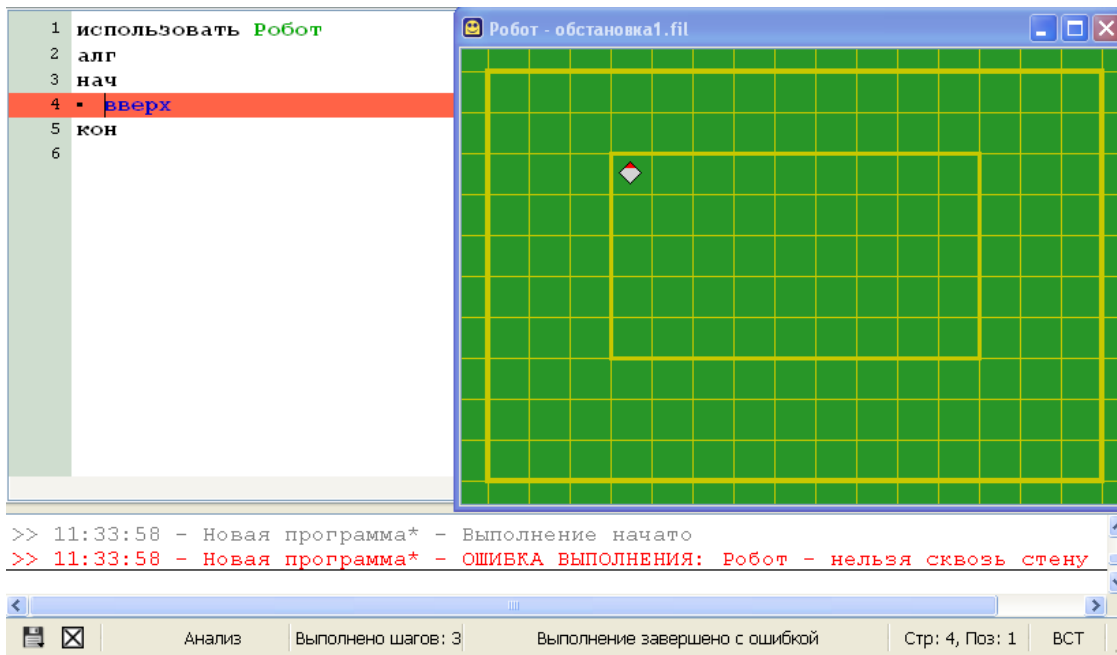 1 использовать Робот
2 алг
3 нач
4 ▪ вверх
5 кон
6
Робот - обстановка1.fil
>> 11:33:58 - Новая программа* - Выполнение начато
>> 11:33:58 - Новая программа* - ОШИБКА ВЫПОЛНЕНИЯ: Робот - нельзя сквозь стену
Анализ Выполнено шагов: 3 Выполнение завершено с ошибкой Стр: 4, Поз: 1 ВСТ